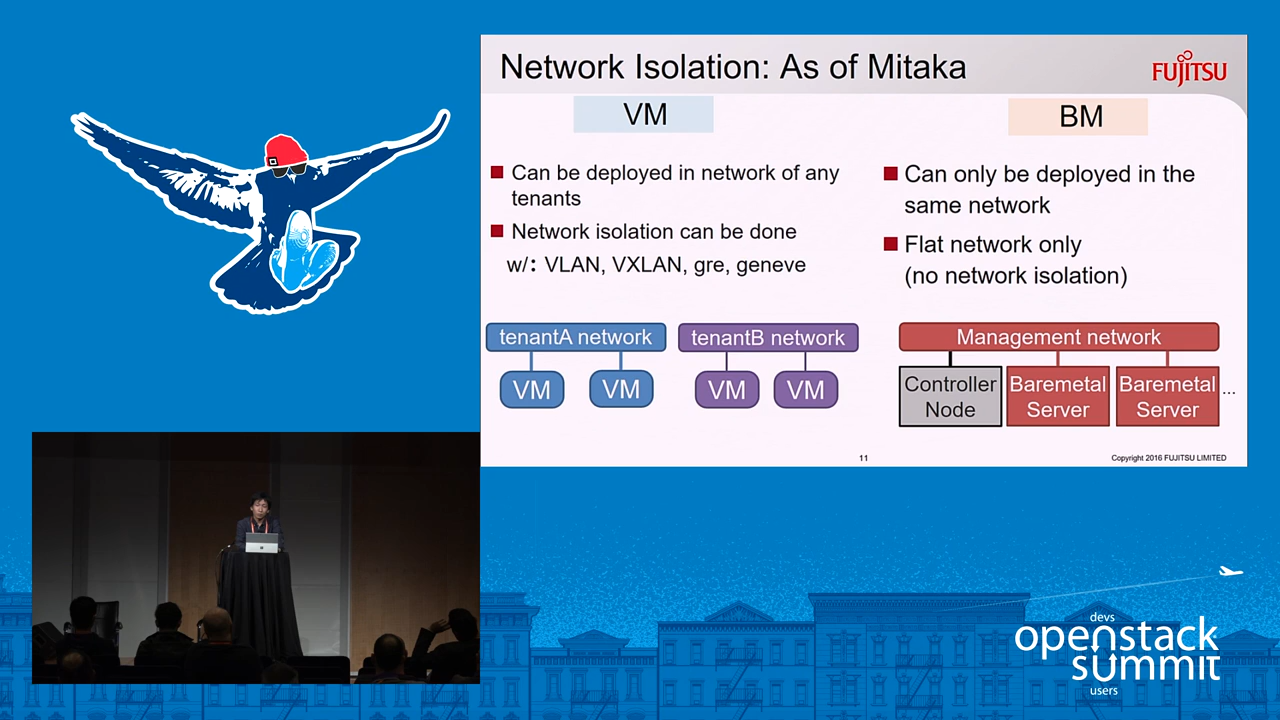 Network Isolation: As of Mitaka
FUJITSU
VM
BM
Can be deployed in network of any
tenants
Network isolation can be done
w/: VLAN, VXLAN, gre, geneve
Can only be deployed in the
same network
Flat network only
(no network isolation)
tenantA network
tenantB network
VM
VM
VM
VM
Management network
Controller
Node
Baremetal
Server
Baremetal
Server
...
11
Copyright 2016 FUJITSU LIMITED
devs
openstack
summit
users